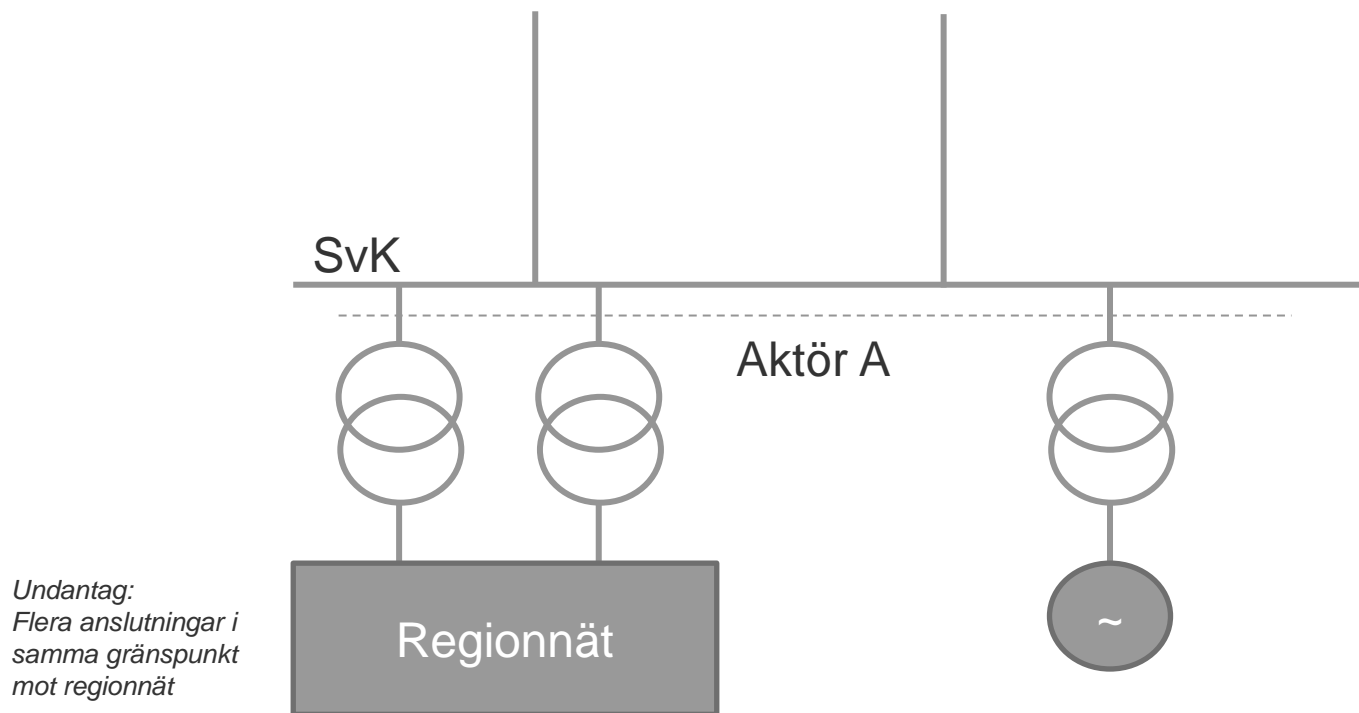 SvK
Aktör A
Undantag:
Flera anslutningar i
samma gränspunkt
mot regionnät
Regionnät
~